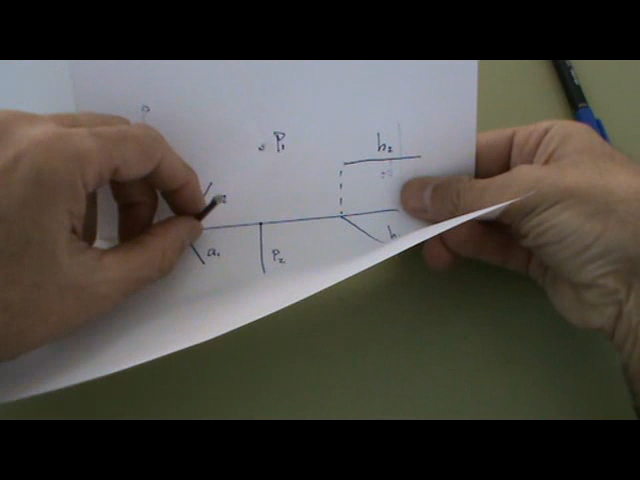 P₁
h₂
a₁
P₂
h